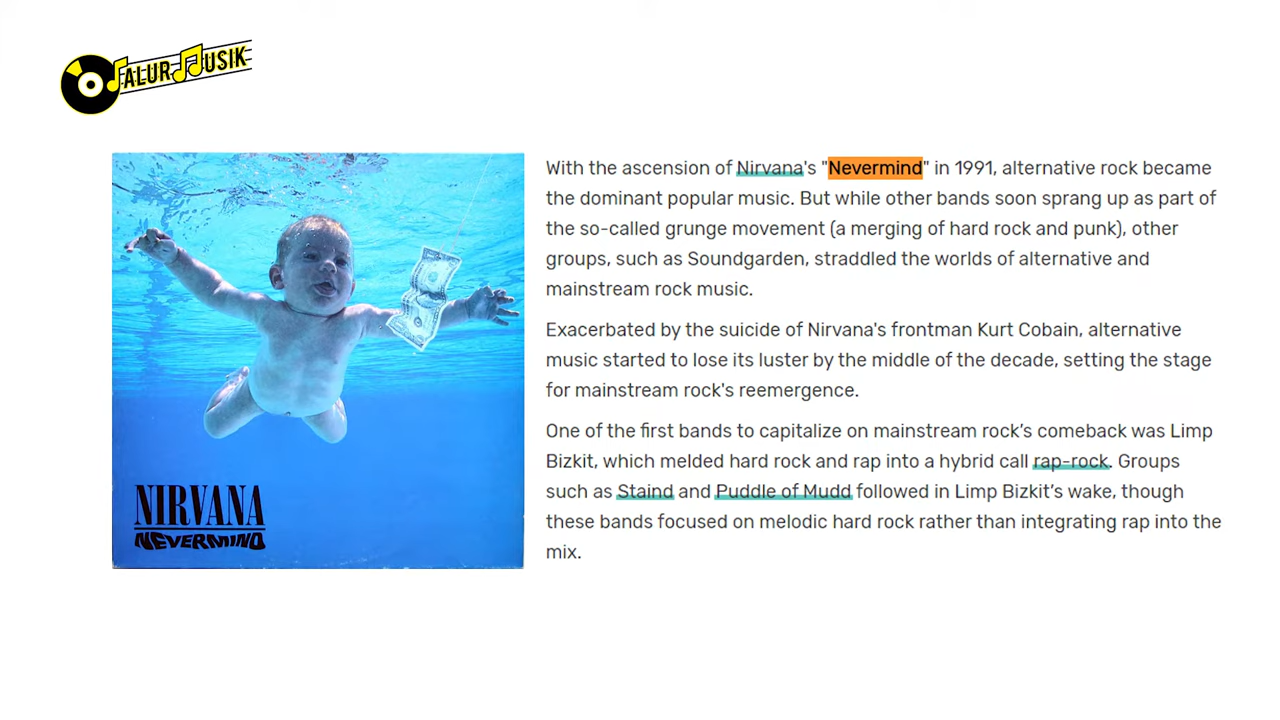 ALUR MUSIK
With the ascension of Nirvana's "Nevermind" in 1991, alternative rock became
the dominant popular music. But while other bands soon sprang up as part of
the so-called grunge movement (a merging of hard rock and punk), other
groups, such as Soundgarden, straddled the worlds of alternative and
mainstream rock music.
Exacerbated by the suicide of Nirvana's frontman Kurt Cobain, alternative
music started to lose its luster by the middle of the decade, setting the stage
for mainstream rock's reemergence.
One of the first bands to capitalize on mainstream rock’s comeback was Limp
Bizkit, which melded hard rock and rap into a hybrid call rap-rock. Groups
such as Staind and Puddle of Mudd followed in Limp Bizkit’s wake, though
these bands focused on melodic hard rock rather than integrating rap into the
mix.
NIRVANA
NEVERMIND